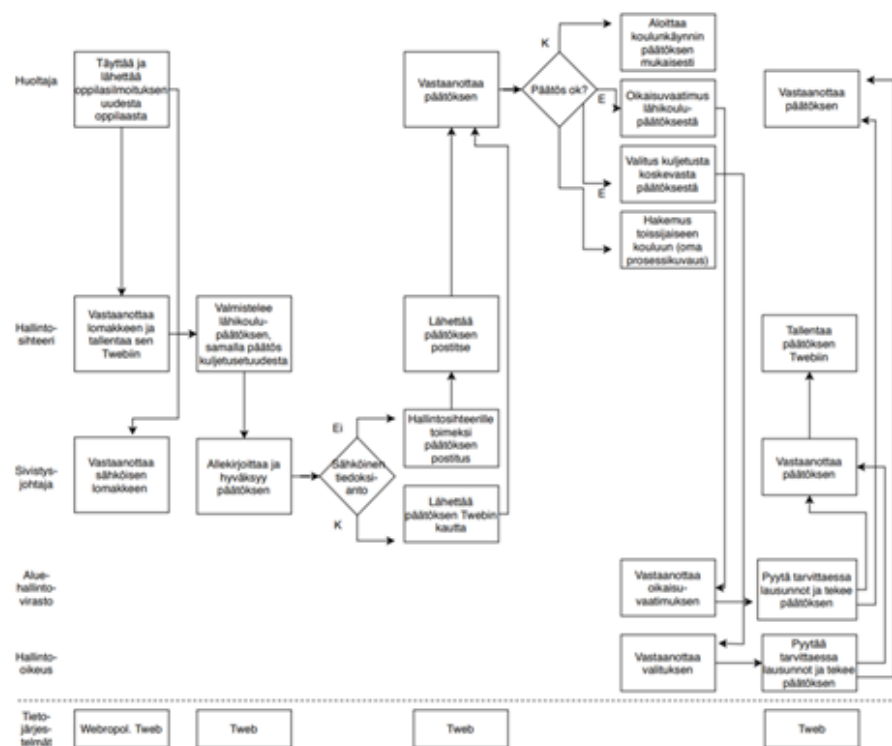 Huoltaja
Täyttää ja
lähettää
oppilasilmoituksen
uudesta
oppilaasta
Vastaanottaa
päätöksen
Päätös ok?
K
E
E
Aloittaa
koulunkäynnin
päätöksen
mukaisesti
Oikaisuvaatimus
lähikoulu-
päätöksestä
Valitus kuljetusta
koskevasta
päätöksestä
Hakemus
toissijaiseen
kouluun (oma
prosessikuvaus)
Vastaanottaa
päätöksen
Hallinto-
sihteeri
Vastaanottaa
lomakkeen ja
tallentaa sen
Twebiin
Valmistelee
lähikoulu-
päätöksen,
samalla päätös
kuljetusetuudesta
Lähettää
päätöksen
postitse
Tallentaa
päätöksen
Twebiin
Sivistys-
johtaja
Vastaanottaa
sähköisen
lomakkeen
Allekirjoittaa ja
hyväksyy
päätöksen
Sähköinen
tiedoksi-
anto
Ei
K
Hallintosihteerille
toimeksi
päätöksen
postitus
Lähettää
päätöksen Twebin
kautta
Vastaanottaa
päätöksen
Alue-
hallinto-
virasto
Vastaanottaa
oikaisu-
vaatimuksen
Pyytä tarvittaessa
lausunnot ja tekee
päätöksen
Hallinto-
oikeus
Vastaanottaa
valituksen
Pyytää
tarvittaessa
lausunnot ja tekee
päätöksen
Tieto-
järjes-
telmät
Webropol. Tweb
Tweb
Tweb
Tweb